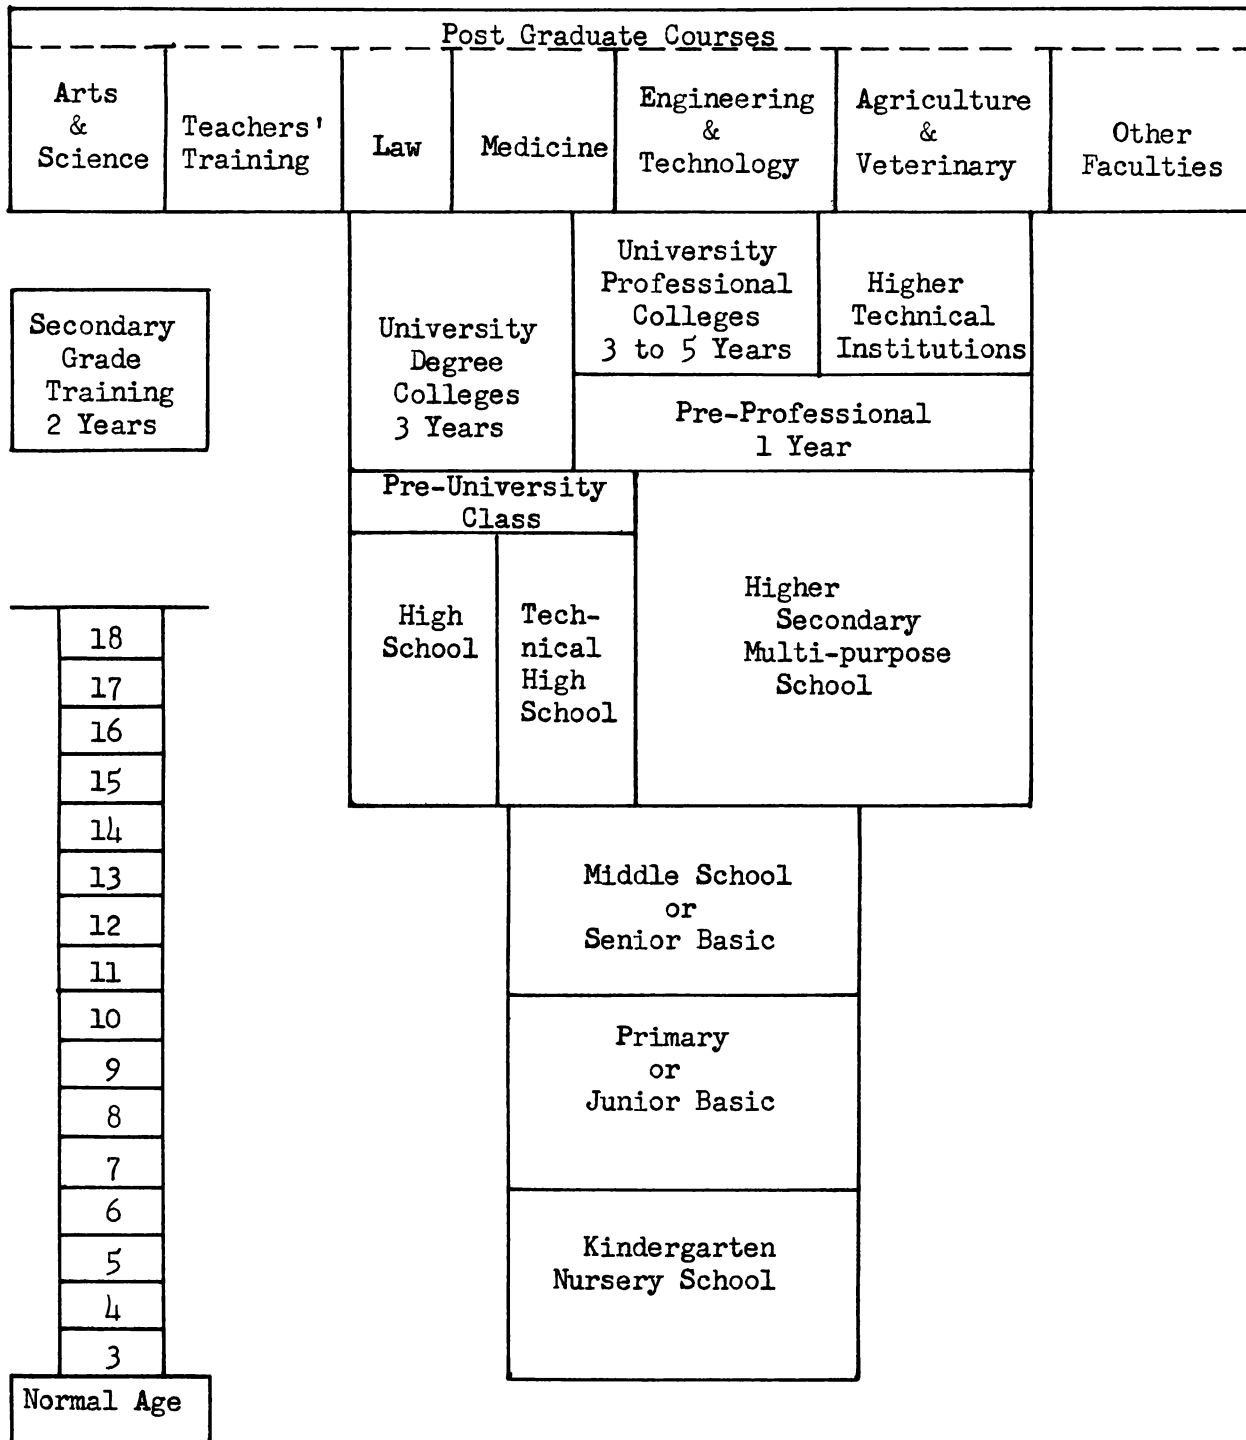 Post Graduate Courses
Arts
&
Science
Teachers'
Training
Law
Medicine
Engineering
&
Technology
Agriculture
&
Veterinary
Other
Faculties
Secondary
Grade
Training
2 Years
University
Degree
Colleges
3 Years
University
Professional
Colleges
3 to 5 Years
Higher
Technical
Institutions
Pre-Professional
1 Year
Pre-University
Class
High
School
Tech-
nical
High
School
Higher
Secondary
Multi-purpose
School
18
17
16
15
14
13
12
11
10
9
8
7
6
5
4
3
Normal Age
Middle School
or
Senior Basic
Primary
or
Junior Basic
Kindergarten
Nursery School